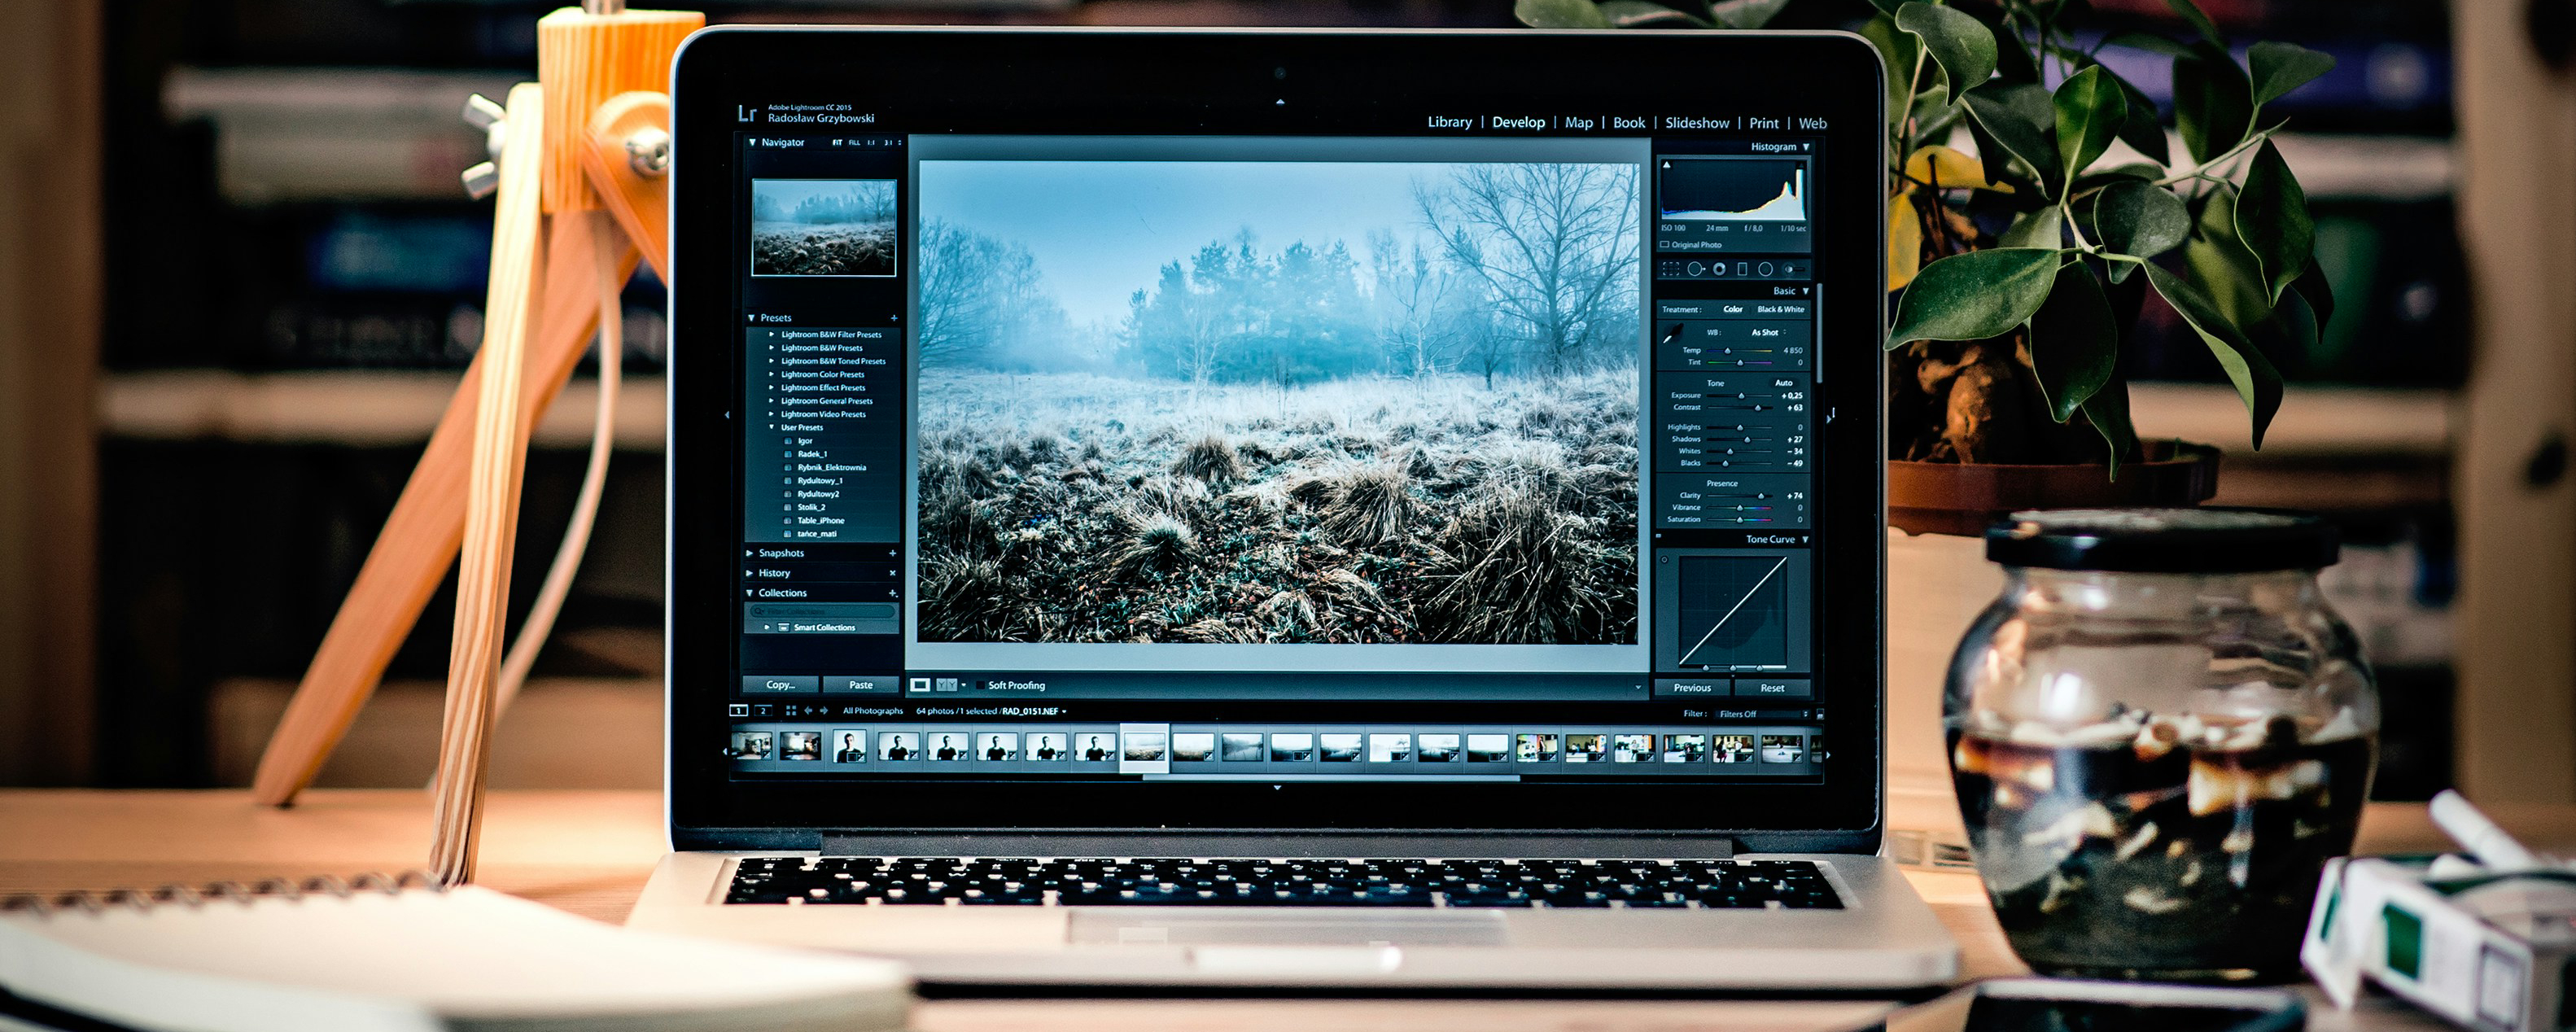 Lr
Adobe Lightroom CC 2015
Radosław Grzybowski
Library | Develop | Map | Book | Slideshow | Print | Web
Navigator FIT FILL 1:1 3:1
Presets
Lightroom B&W Filter Presets
Lightroom B&W Presets
Lightroom B&W Toned Presets
Lightroom Color Presets
Lightroom Effect Presets
Lightroom General Presets
Lightroom Video Presets
User Presets
Igor
Radek_1
Rybnik_Elektrownia
Rydultowy_1
Rydultowy2
Stolik_2
Table_iPhone
tańce_mati
Snapshots
History
Collections
Smart Collections
Copy... Paste
Soft Proofing
Histogram
ISO 100 24 mm f / 8,0 1/10 sec
Original Photo
Basic
Treatment : Color Black & White
WB : As Shot
Temp 4 850
Tint 0
Tone Auto
Exposure + 0,25
Contrast + 63
Highlights 0
Shadows + 27
Whites − 34
Blacks − 49
Presence
Clarity + 74
Vibrance 0
Saturation 0
Tone Curve
Previous Reset
1 2 All Photographs 64 photos / 1 selected / RAD_0151.NEF
Filter : Filters Off